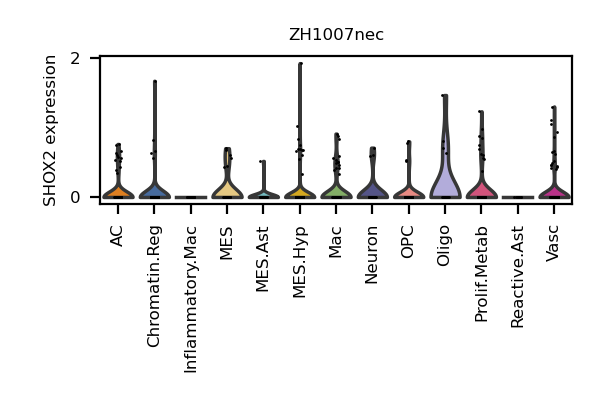 ZH1007nec
SHOX2 expression
2
0
AC
Chromatin.Reg
Inflammatory.Mac
MES
MES.Ast
MES.Hyp
Mac
Neuron
OPC
Oligo
Prolif.Metab
Reactive.Ast
Vasc